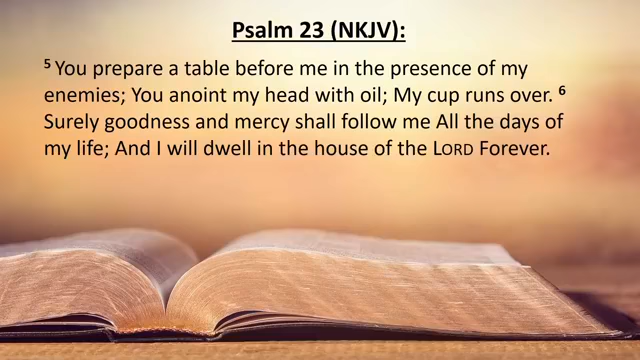 Psalm 23 (NKJV):
5 You prepare a table before me in the presence of my
enemies; You anoint my head with oil; My cup runs over. 6
Surely goodness and mercy shall follow me All the days of
my life; And I will dwell in the house of the LORD Forever.